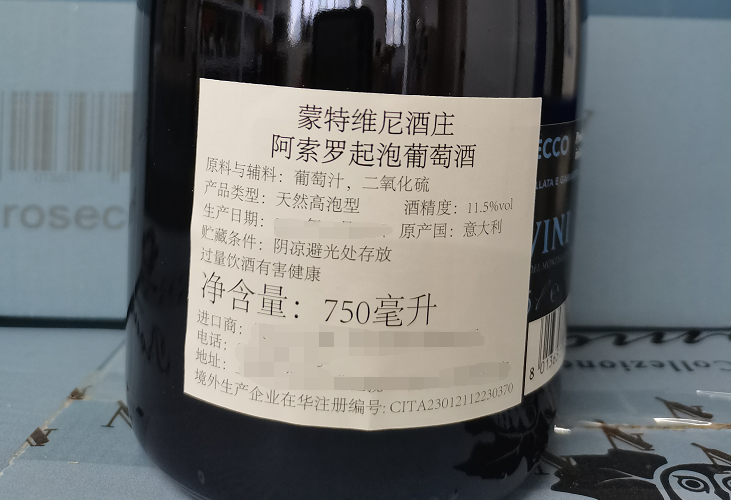 蒙特维尼酒庄
阿索罗起泡葡萄酒
原料与辅料：葡萄汁，二氧化硫
产品类型：天然高泡型 酒精度：11.5%vol
生产日期： 原产国：意大利
贮藏条件：阴凉避光处存放
过量饮酒有害健康
净含量：750毫升
进口商：
电话：
地址：
境外生产企业在华注册编号：CITA23012112230370
ECCO
VINI
rosec
Collezione